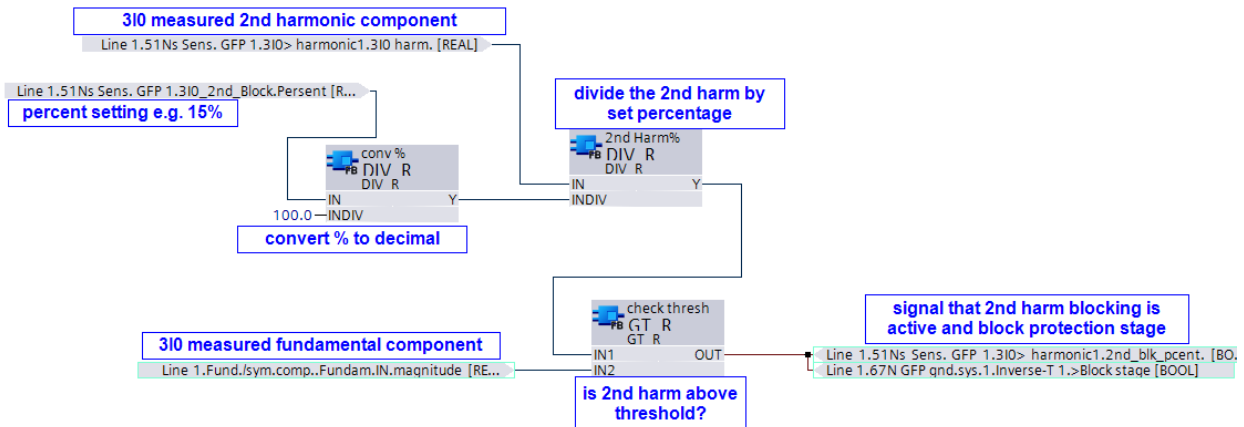 3I0 measured 2nd harmonic component
Line 1.51Ns Sens. GFP 1.3I0> harmonic1.3I0 harm. [REAL]
Line 1.51Ns Sens. GFP 1.3I0_2nd_Block.Persent [R...
percent setting e.g. 15%
divide the 2nd harm by
set percentage
conv %
DIV_R
DIV_R
IN Y
100.0 INDIV
convert % to decimal
2nd Harm%
DIV_R
DIV_R
IN Y
INDIV
check thresh
GT_R
GT_R
IN1 OUT
IN2
3I0 measured fundamental component
Line 1.Fund./sym.comp..Fundam.IN.magnitude [RE...
is 2nd harm above
threshold?
signal that 2nd harm blocking is
active and block protection stage
Line 1.51Ns Sens. GFP 1.3I0> harmonic1.2nd_blk_pcent. [BO...
Line 1.67N GFP gnd.sys.1.Inverse-T 1.>Block stage [BOOL]